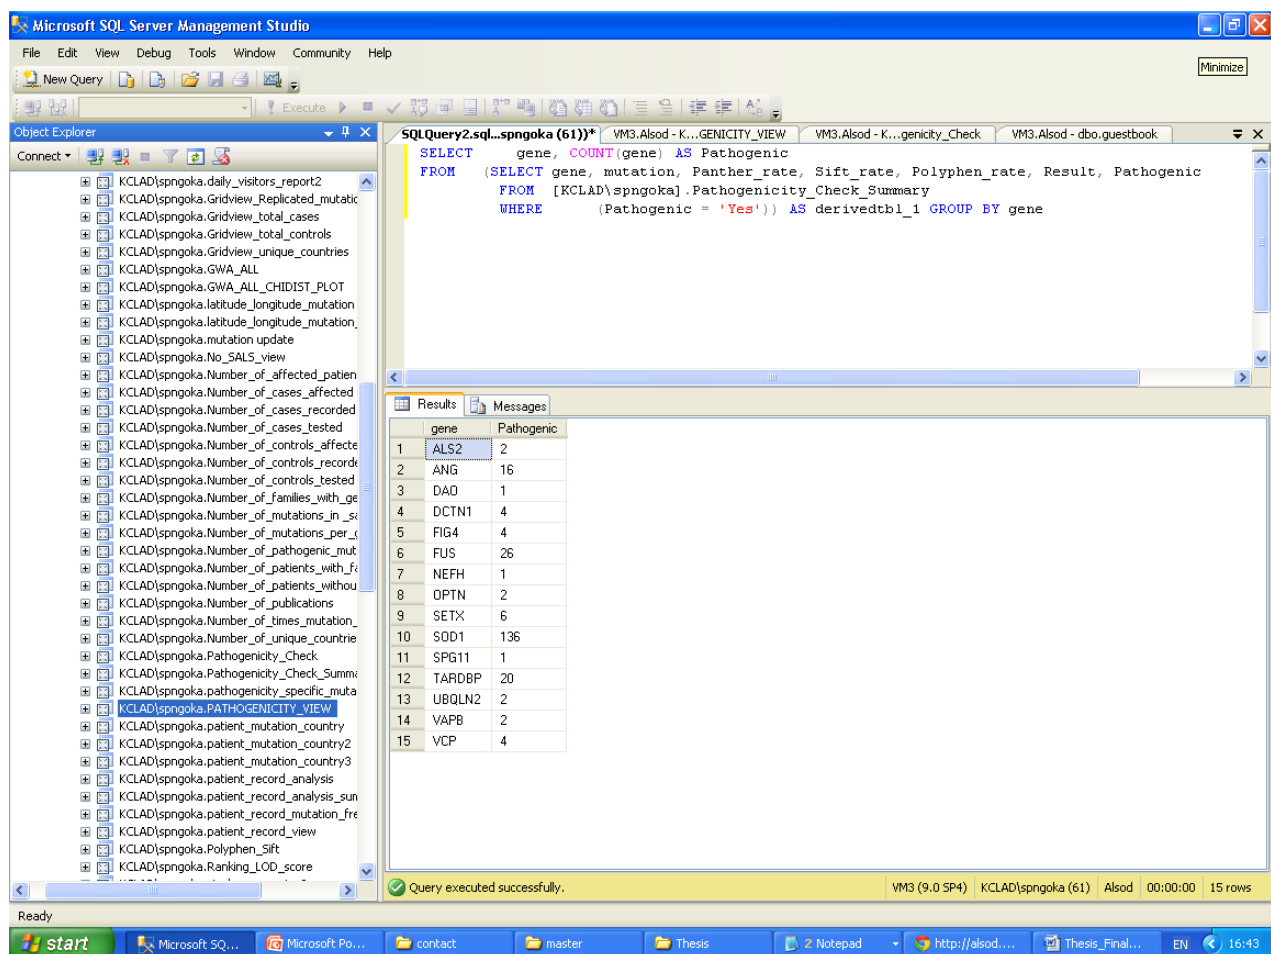 Microsoft SQL Server Management Studio
File Edit View Debug Tools Window Community Help
Minimize
New Query
Execute
Object Explorer
Connect
KCLAD\spngoka.daily_visitors_report2
KCLAD\spngoka.Gridview_Replicated_mutatic
KCLAD\spngoka.Gridview_total_cases
KCLAD\spngoka.Gridview_total_controls
KCLAD\spngoka.Gridview_unique_countries
KCLAD\spngoka.GWA_ALL
KCLAD\spngoka.GWA_ALL_CHIDIST_PLOT
KCLAD\spngoka.latitude_longitude_mutation
KCLAD\spngoka.latitude_longitude_mutation_
KCLAD\spngoka.mutation update
KCLAD\spngoka.No_SALS_view
KCLAD\spngoka.Number_of_affected_patien
KCLAD\spngoka.Number_of_cases_affected
KCLAD\spngoka.Number_of_cases_recorded
KCLAD\spngoka.Number_of_cases_tested
KCLAD\spngoka.Number_of_controls_affecte
KCLAD\spngoka.Number_of_controls_recorde
KCLAD\spngoka.Number_of_controls_tested
KCLAD\spngoka.Number_of_families_with_ge
KCLAD\spngoka.Number_of_mutations_in _sa
KCLAD\spngoka.Number_of_mutations_per_g
KCLAD\spngoka.Number_of_pathogenic_mut
KCLAD\spngoka.Number_of_patients_with_fa
KCLAD\spngoka.Number_of_patients_withou
KCLAD\spngoka.Number_of_publications
KCLAD\spngoka.Number_of_times_mutation_
KCLAD\spngoka.Number_of_unique_countrie
KCLAD\spngoka.Pathogenicity_Check
KCLAD\spngoka.Pathogenicity_Check_Summa
KCLAD\spngoka.pathogenicity_specific_muta
KCLAD\spngoka.PATHOGENICITY_VIEW
KCLAD\spngoka.patient_mutation_country
KCLAD\spngoka.patient_mutation_country2
KCLAD\spngoka.patient_mutation_country3
KCLAD\spngoka.patient_record_analysis
KCLAD\spngoka.patient_record_analysis_sum
KCLAD\spngoka.patient_record_mutation_fre
KCLAD\spngoka.patient_record_view
KCLAD\spngoka.Polyphen_Sift
KCLAD\spngoka.Ranking_LOD_score
SQLQuery2.sql...spngoka (61))* VM3.Alsod - K...GENICITY_VIEW VM3.Alsod - K...genicity_Check VM3.Alsod - dbo.guestbook
SELECT gene, COUNT(gene) AS Pathogenic
FROM (SELECT gene, mutation, Panther_rate, Sift_rate, Polyphen_rate, Result, Pathogenic
FROM [KCLAD\spngoka].Pathogenicity_Check_Summary
WHERE (Pathogenic = 'Yes')) AS derivedtbl_1 GROUP BY gene
Results Messages
gene Pathogenic
1 ALS2 2
2 ANG 16
3 DAO 1
4 DCTN1 4
5 FIG4 4
6 FUS 26
7 NEFH 1
8 OPTN 2
9 SETX 6
10 SOD1 136
11 SPG11 1
12 TARDBP 20
13 UBQLN2 2
14 VAPB 2
15 VCP 4
Query executed successfully. VM3 (9.0 SP4) KCLAD\spngoka (61) Alsod 00:00:00 15 rows
Ready
start Microsoft SQ... Microsoft Po... contact master Thesis 2 Notepad http://alsod.... Thesis_Final... EN 16:43